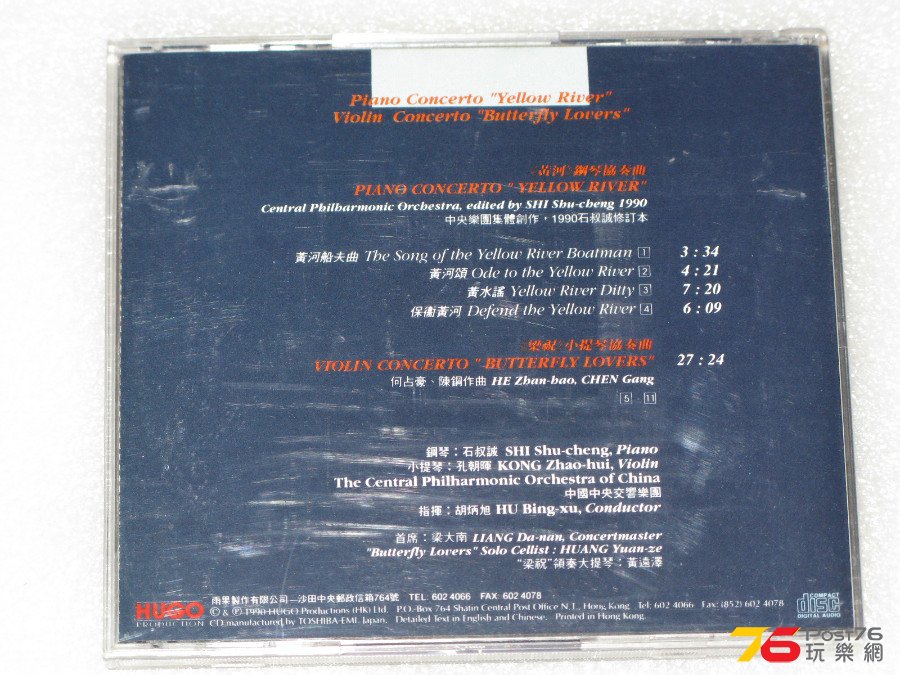 Piano Concerto "Yellow River"
Violin Concerto "Butterfly Lovers"
《黃河》鋼琴協奏曲
PIANO CONCERTO "YELLOW RIVER"
Central Philharmonic Orchestra, edited by SHI Shu-cheng 1990
中央樂團集體創作，1990石叔誠修訂本
黃河船夫曲 The Song of the Yellow River Boatman 1 3 : 34
黃河頌 Ode to the Yellow River 2 4 : 21
黃水謠 Yellow River Ditty 3 7 : 20
保衞黃河 Defend the Yellow River 4 6 : 09
《樂祝》小提琴協奏曲
VIOLIN CONCERTO "BUTTERFLY LOVERS" 27 : 24
何占豪、陳鋼作曲 HE Zhan-hao, CHEN Gang
5 11
鋼琴：石叔誠 SHI Shu-cheng, Piano
小提琴：孔朝暉 KONG Zhao-hui, Violin
The Central Philharmonic Orchestra of China
中國中央交響樂團
指揮：胡炳旭 HU Bing-xu, Conductor
首席：梁大南 LIANG Da-nan, Concertmaster
"Butterfly Lovers" Solo Cellist : HUANG Yuan-ze
"梁祝"領奏大提琴：黃遠澤
雨果製作有限公司—沙田中央郵政信箱764號 TEL: 602 4066 FAX: 602 4078
HUGO PRODUCTION
© & ℗ 1990 HUGO Productions (HK) Ltd. P.O-Box 764 Shatin Central Post Office N.T., Hong Kong. Tel: 602 4066 Fax: (852) 602 4078
CD manufactured by TOSHIBA-EMI, Japan. Detailed Text in English and Chinese. Printed in Hong Kong.
COMPACT disc DIGITAL AUDIO
76 POST76
玩樂網